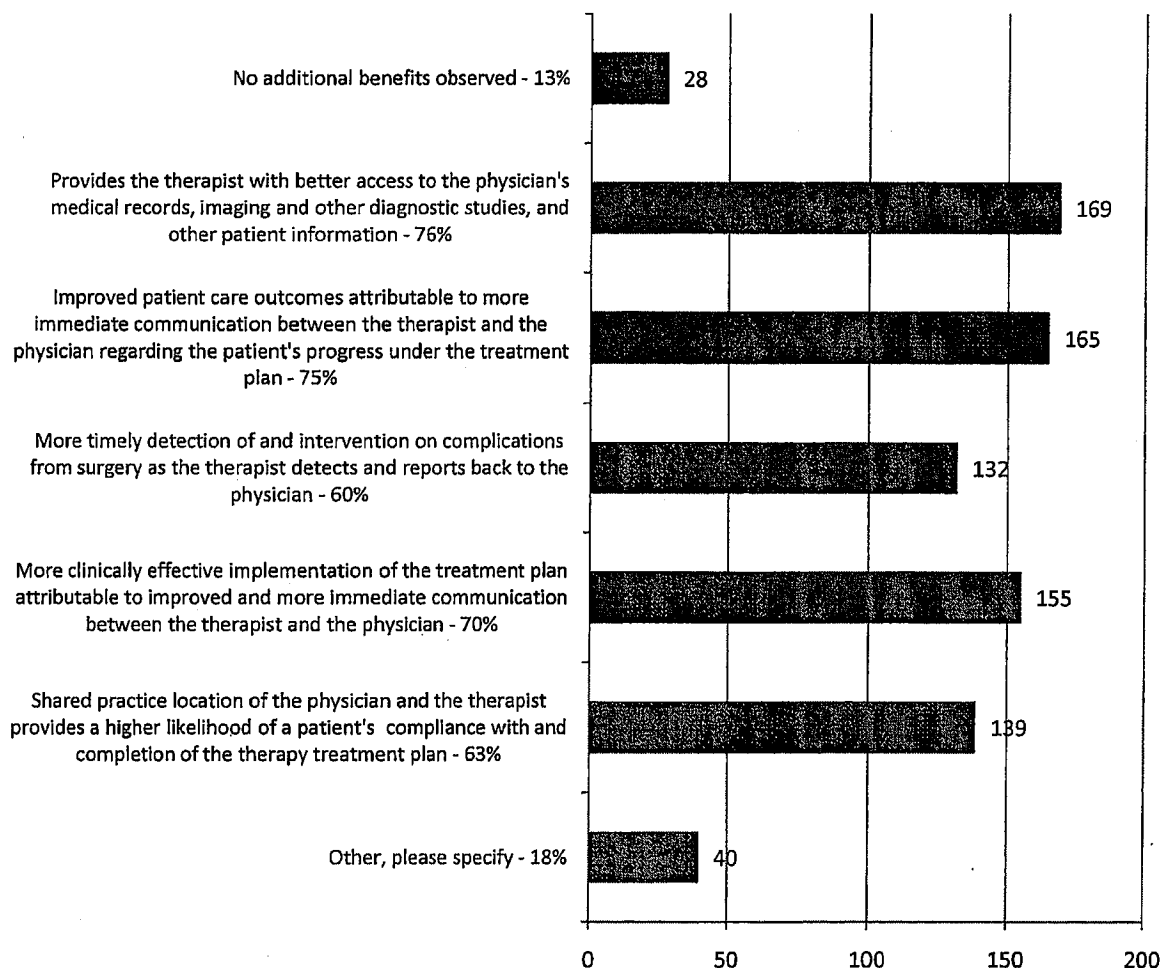 No additional benefits observed - 13%
28
Provides the therapist with better access to the physician's
medical records, imaging and other diagnostic studies, and
other patient information - 76%
169
Improved patient care outcomes attributable to more
immediate communication between the therapist and the
physician regarding the patient's progress under the treatment
plan - 75%
165
More timely detection of and intervention on complications
from surgery as the therapist detects and reports back to the
physician - 60%
132
More clinically effective implementation of the treatment plan
attributable to improved and more immediate communication
between the therapist and the physician - 70%
155
Shared practice location of the physician and the therapist
provides a higher likelihood of a patient's compliance with and
completion of the therapy treatment plan - 63%
139
Other, please specify - 18%
40
0 50 100 150 200